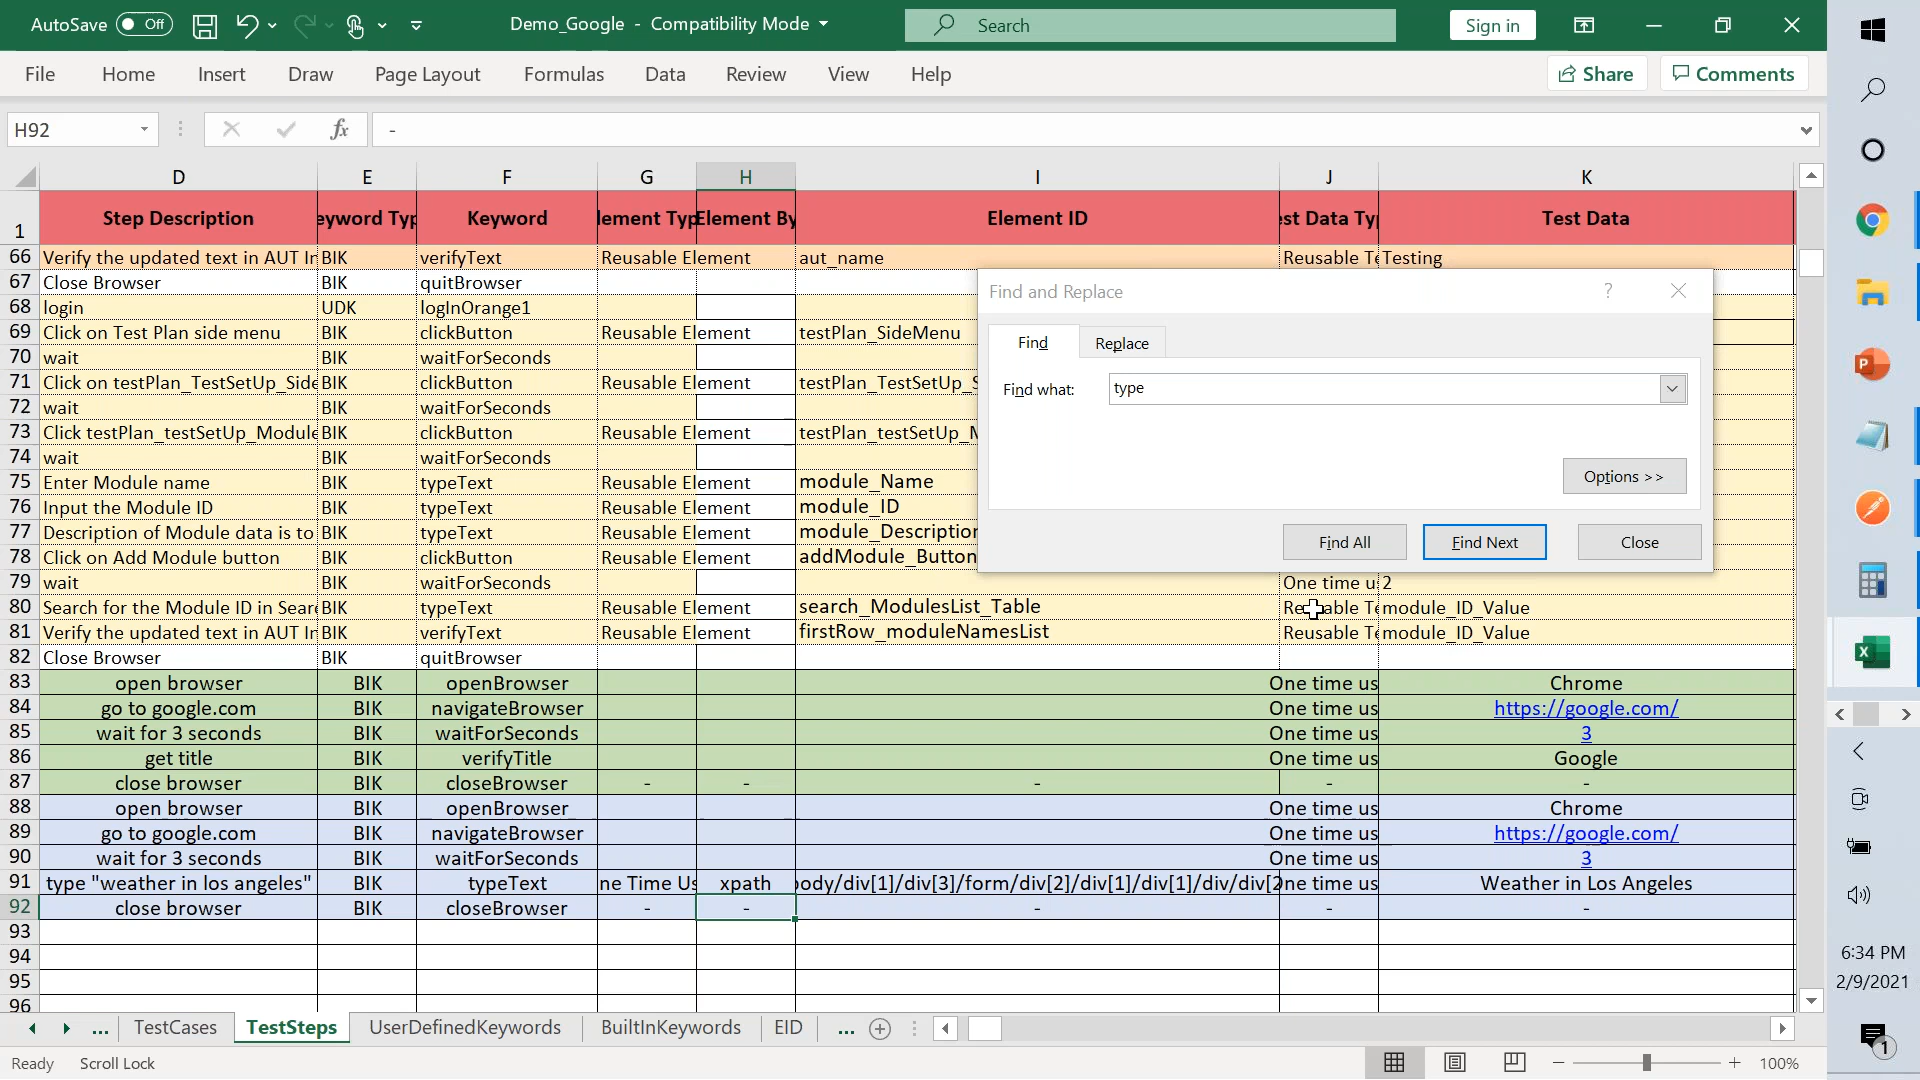 AutoSave Off Demo_Google - Compatibility Mode Search Sign in
File Home Insert Draw Page Layout Formulas Data Review View Help Share Comments
H92 fx -
D E F G H I J K
1 Step Description eyword Typ Keyword lement Typ Element By Element ID est Data Typ Test Data
66 Verify the updated text in AUT In BIK verifyText Reusable Element aut_name Reusable Te Testing
67 Close Browser BIK quitBrowser
68 login UDK logInOrange1
69 Click on Test Plan side menu BIK clickButton Reusable Element testPlan_SideMenu
70 wait BIK waitForSeconds
71 Click on testPlan_TestSetUp_Side BIK clickButton Reusable Element testPlan_TestSetUp_S
72 wait BIK waitForSeconds
73 Click testPlan_testSetUp_Module BIK clickButton Reusable Element testPlan_testSetUp_M
74 wait BIK waitForSeconds
75 Enter Module name BIK typeText Reusable Element module_Name
76 Input the Module ID BIK typeText Reusable Element module_ID
77 Description of Module data is to BIK typeText Reusable Element module_Description
78 Click on Add Module button BIK clickButton Reusable Element addModule_Button
79 wait BIK waitForSeconds One time u 2
80 Search for the Module ID in Sear BIK typeText Reusable Element search_ModulesList_Table Reusable Te module_ID_Value
81 Verify the updated text in AUT In BIK verifyText Reusable Element firstRow_moduleNamesList Reusable Te module_ID_Value
82 Close Browser BIK quitBrowser
83 open browser BIK openBrowser One time us Chrome
84 go to google.com BIK navigateBrowser One time us https://google.com/
85 wait for 3 seconds BIK waitForSeconds One time us 3
86 get title BIK verifyTitle One time us Google
87 close browser BIK closeBrowser - - - - -
88 open browser BIK openBrowser One time us Chrome
89 go to google.com BIK navigateBrowser One time us https://google.com/
90 wait for 3 seconds BIK waitForSeconds One time us 3
91 type "weather in los angeles" BIK typeText ne Time Us xpath body/div[1]/div[3]/form/div[2]/div[1]/div[1]/div/div[2 One time us Weather in Los Angeles
92 close browser BIK closeBrowser - - - - -
93
94
95
96
Find and Replace ?
Find Replace
Find what: type
Options >>
Find All Find Next Close
... TestCases TestSteps UserDefinedKeywords BuiltInKeywords EID ...
Ready Scroll Lock 100%
6:34 PM
2/9/2021
1